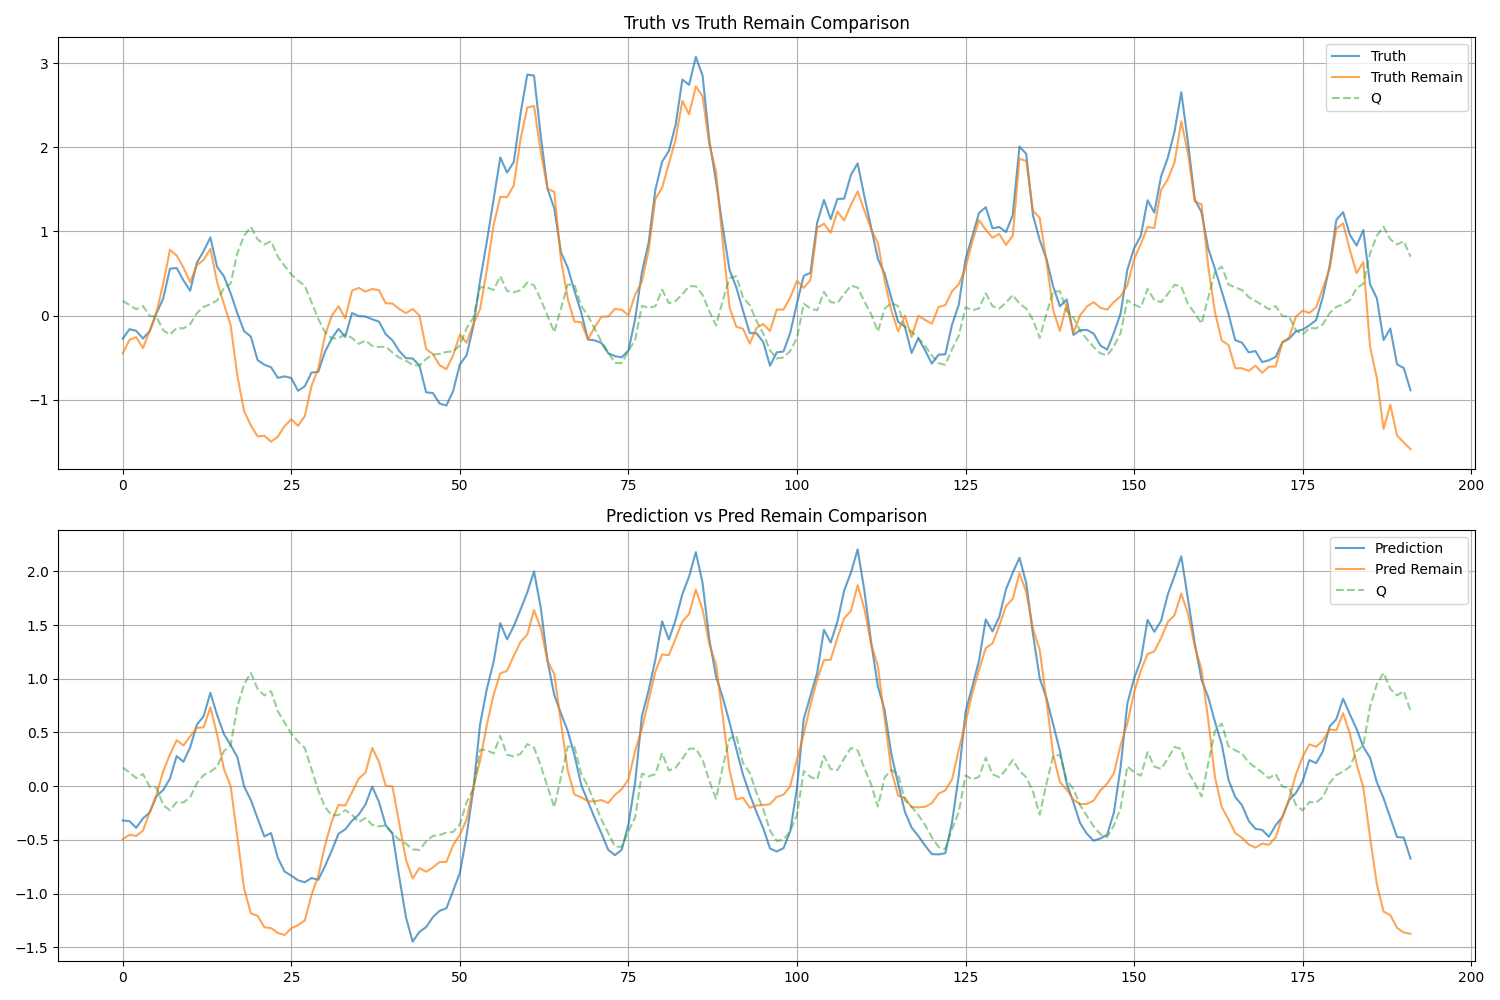 Truth vs Truth Remain Comparison
Truth
Truth Remain
Q
3
2
1
0
−1
0 25 50 75 100 125 150 175 200
Prediction vs Pred Remain Comparison
Prediction
Pred Remain
Q
2.0
1.5
1.0
0.5
0.0
−0.5
−1.0
−1.5
0 25 50 75 100 125 150 175 200